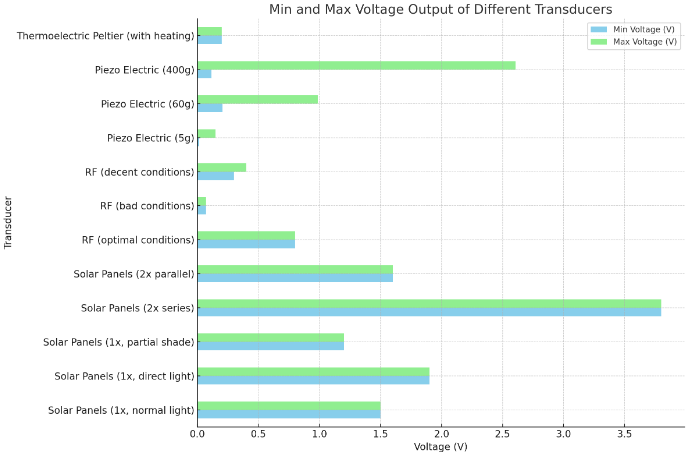 Min and Max Voltage Output of Different Transducers
Min Voltage (V)
Max Voltage (V)
Transducer
Thermoelectric Peltier (with heating)
Piezo Electric (400g)
Piezo Electric (60g)
Piezo Electric (5g)
RF (decent conditions)
RF (bad conditions)
RF (optimal conditions)
Solar Panels (2x parallel)
Solar Panels (2x series)
Solar Panels (1x, partial shade)
Solar Panels (1x, direct light)
Solar Panels (1x, normal light)
0.0 0.5 1.0 1.5 2.0 2.5 3.0 3.5
Voltage (V)